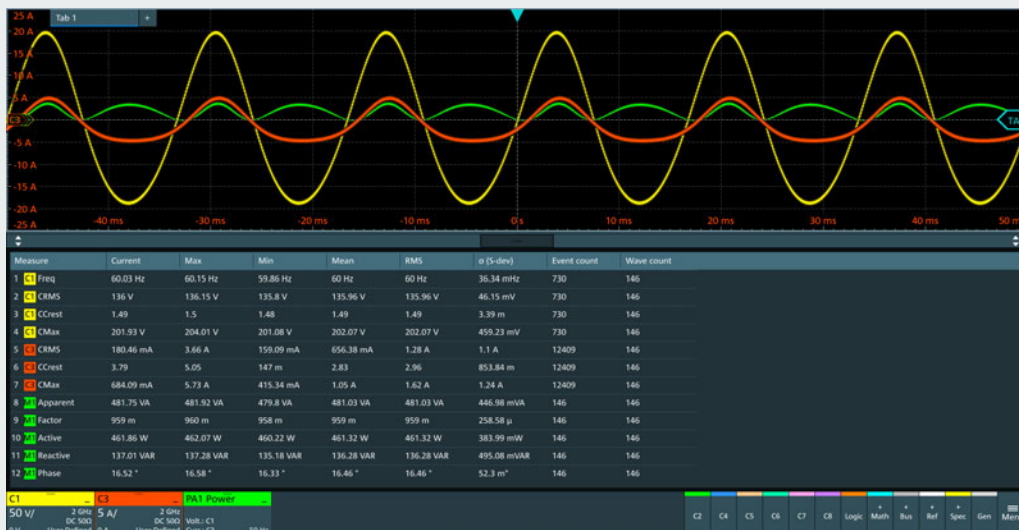 25 A
Tab 1
+
20 A
15 A
10 A
5 A
C3
TA
-5 A
-10 A
-15 A
-20 A
-25 A
-40 ms -30 ms -20 ms -10 ms 0 s 10 ms 20 ms 30 ms 40 ms 50 m
Measure Current Max Min Mean RMS σ (S-dev) Event count Wave count
1 C1 Freq 60.03 Hz 60.15 Hz 59.86 Hz 60 Hz 60 Hz 36.34 mHz 730 146
2 C1 CRMS 136 V 136.15 V 135.8 V 135.96 V 135.96 V 46.15 mV 730 146
3 C1 CCrest 1.49 1.5 1.48 1.49 1.49 3.39 m 730 146
4 C1 CMax 201.93 V 204.01 V 201.08 V 202.07 V 202.07 V 459.23 mV 730 146
5 C3 CRMS 180.46 mA 3.66 A 159.09 mA 656.38 mA 1.28 A 1.1 A 12409 146
6 C3 CCrest 3.79 5.05 147 m 2.83 2.96 853.84 m 12409 146
7 C3 CMax 684.09 mA 5.73 A 415.34 mA 1.05 A 1.62 A 1.24 A 12409 146
8 M1 Apparent 481.75 VA 481.92 VA 479.8 VA 481.03 VA 481.03 VA 446.98 mVA 146 146
9 M1 Factor 959 m 960 m 958 m 959 m 959 m 258.58 µ 146 146
10 M1 Active 461.86 W 462.07 W 460.22 W 461.32 W 461.32 W 383.99 mW 146 146
11 M1 Reactive 137.01 VAR 137.28 VAR 135.18 VAR 136.28 VAR 136.28 VAR 495.08 mVAR 146 146
12 M1 Phase 16.52 ° 16.58 ° 16.33 ° 16.46 ° 16.46 ° 52.3 m° 146 146
C1 C3 PA1 Power
50 V/ 2 GHz 5 A/ 2 GHz
DC 50Ω DC 50Ω Volt.: C1
C2 C4 C5 C6 C7 C8 Logic Math Bus Ref Spec Gen Men